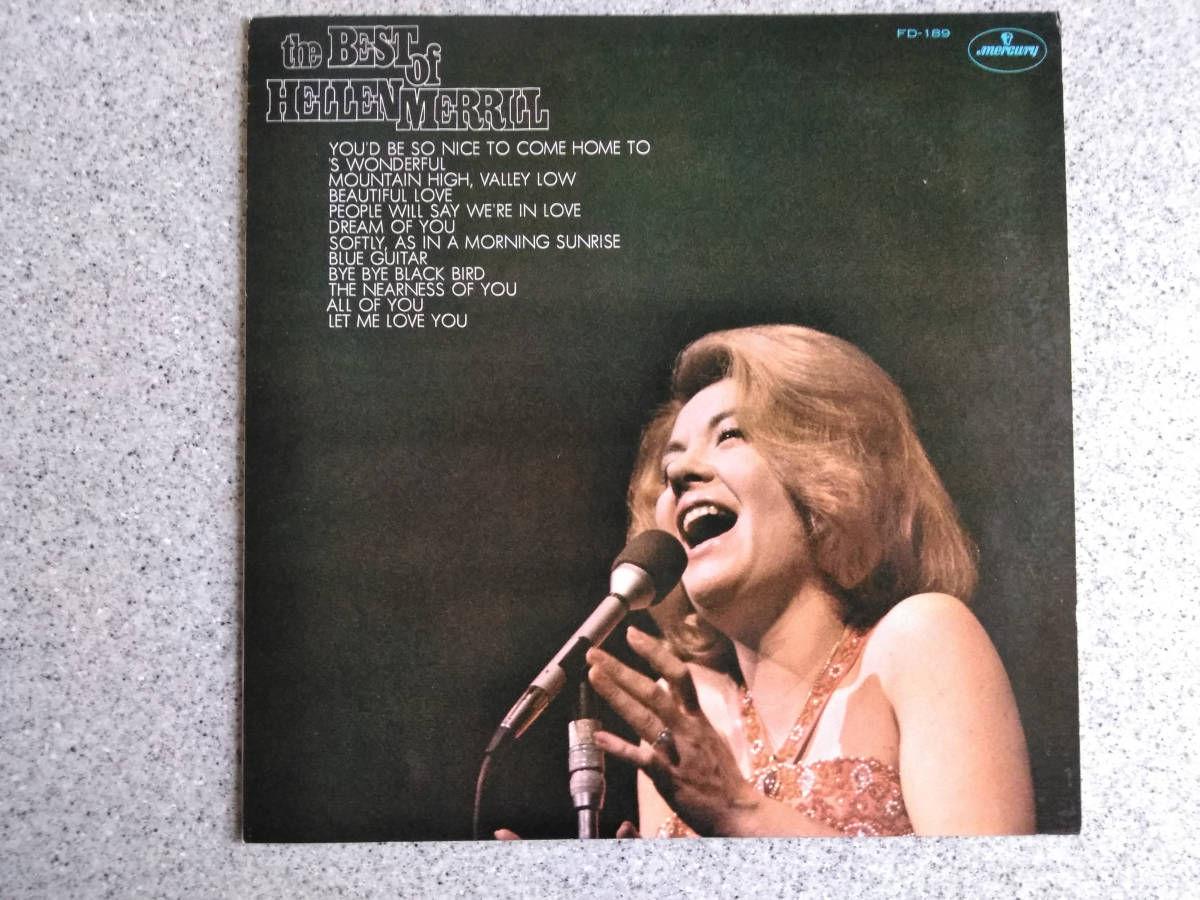 the BEST of
HELLEN MERRILL
FD-189
mercury
YOU'D BE SO NICE TO COME HOME TO
'S WONDERFUL
MOUNTAIN HIGH, VALLEY LOW
BEAUTIFUL LOVE
PEOPLE WILL SAY WE'RE IN LOVE
DREAM OF YOU
SOFTLY, AS IN A MORNING SUNRISE
BLUE GUITAR
BYE BYE BLACK BIRD
THE NEARNESS OF YOU
ALL OF YOU
LET ME LOVE YOU